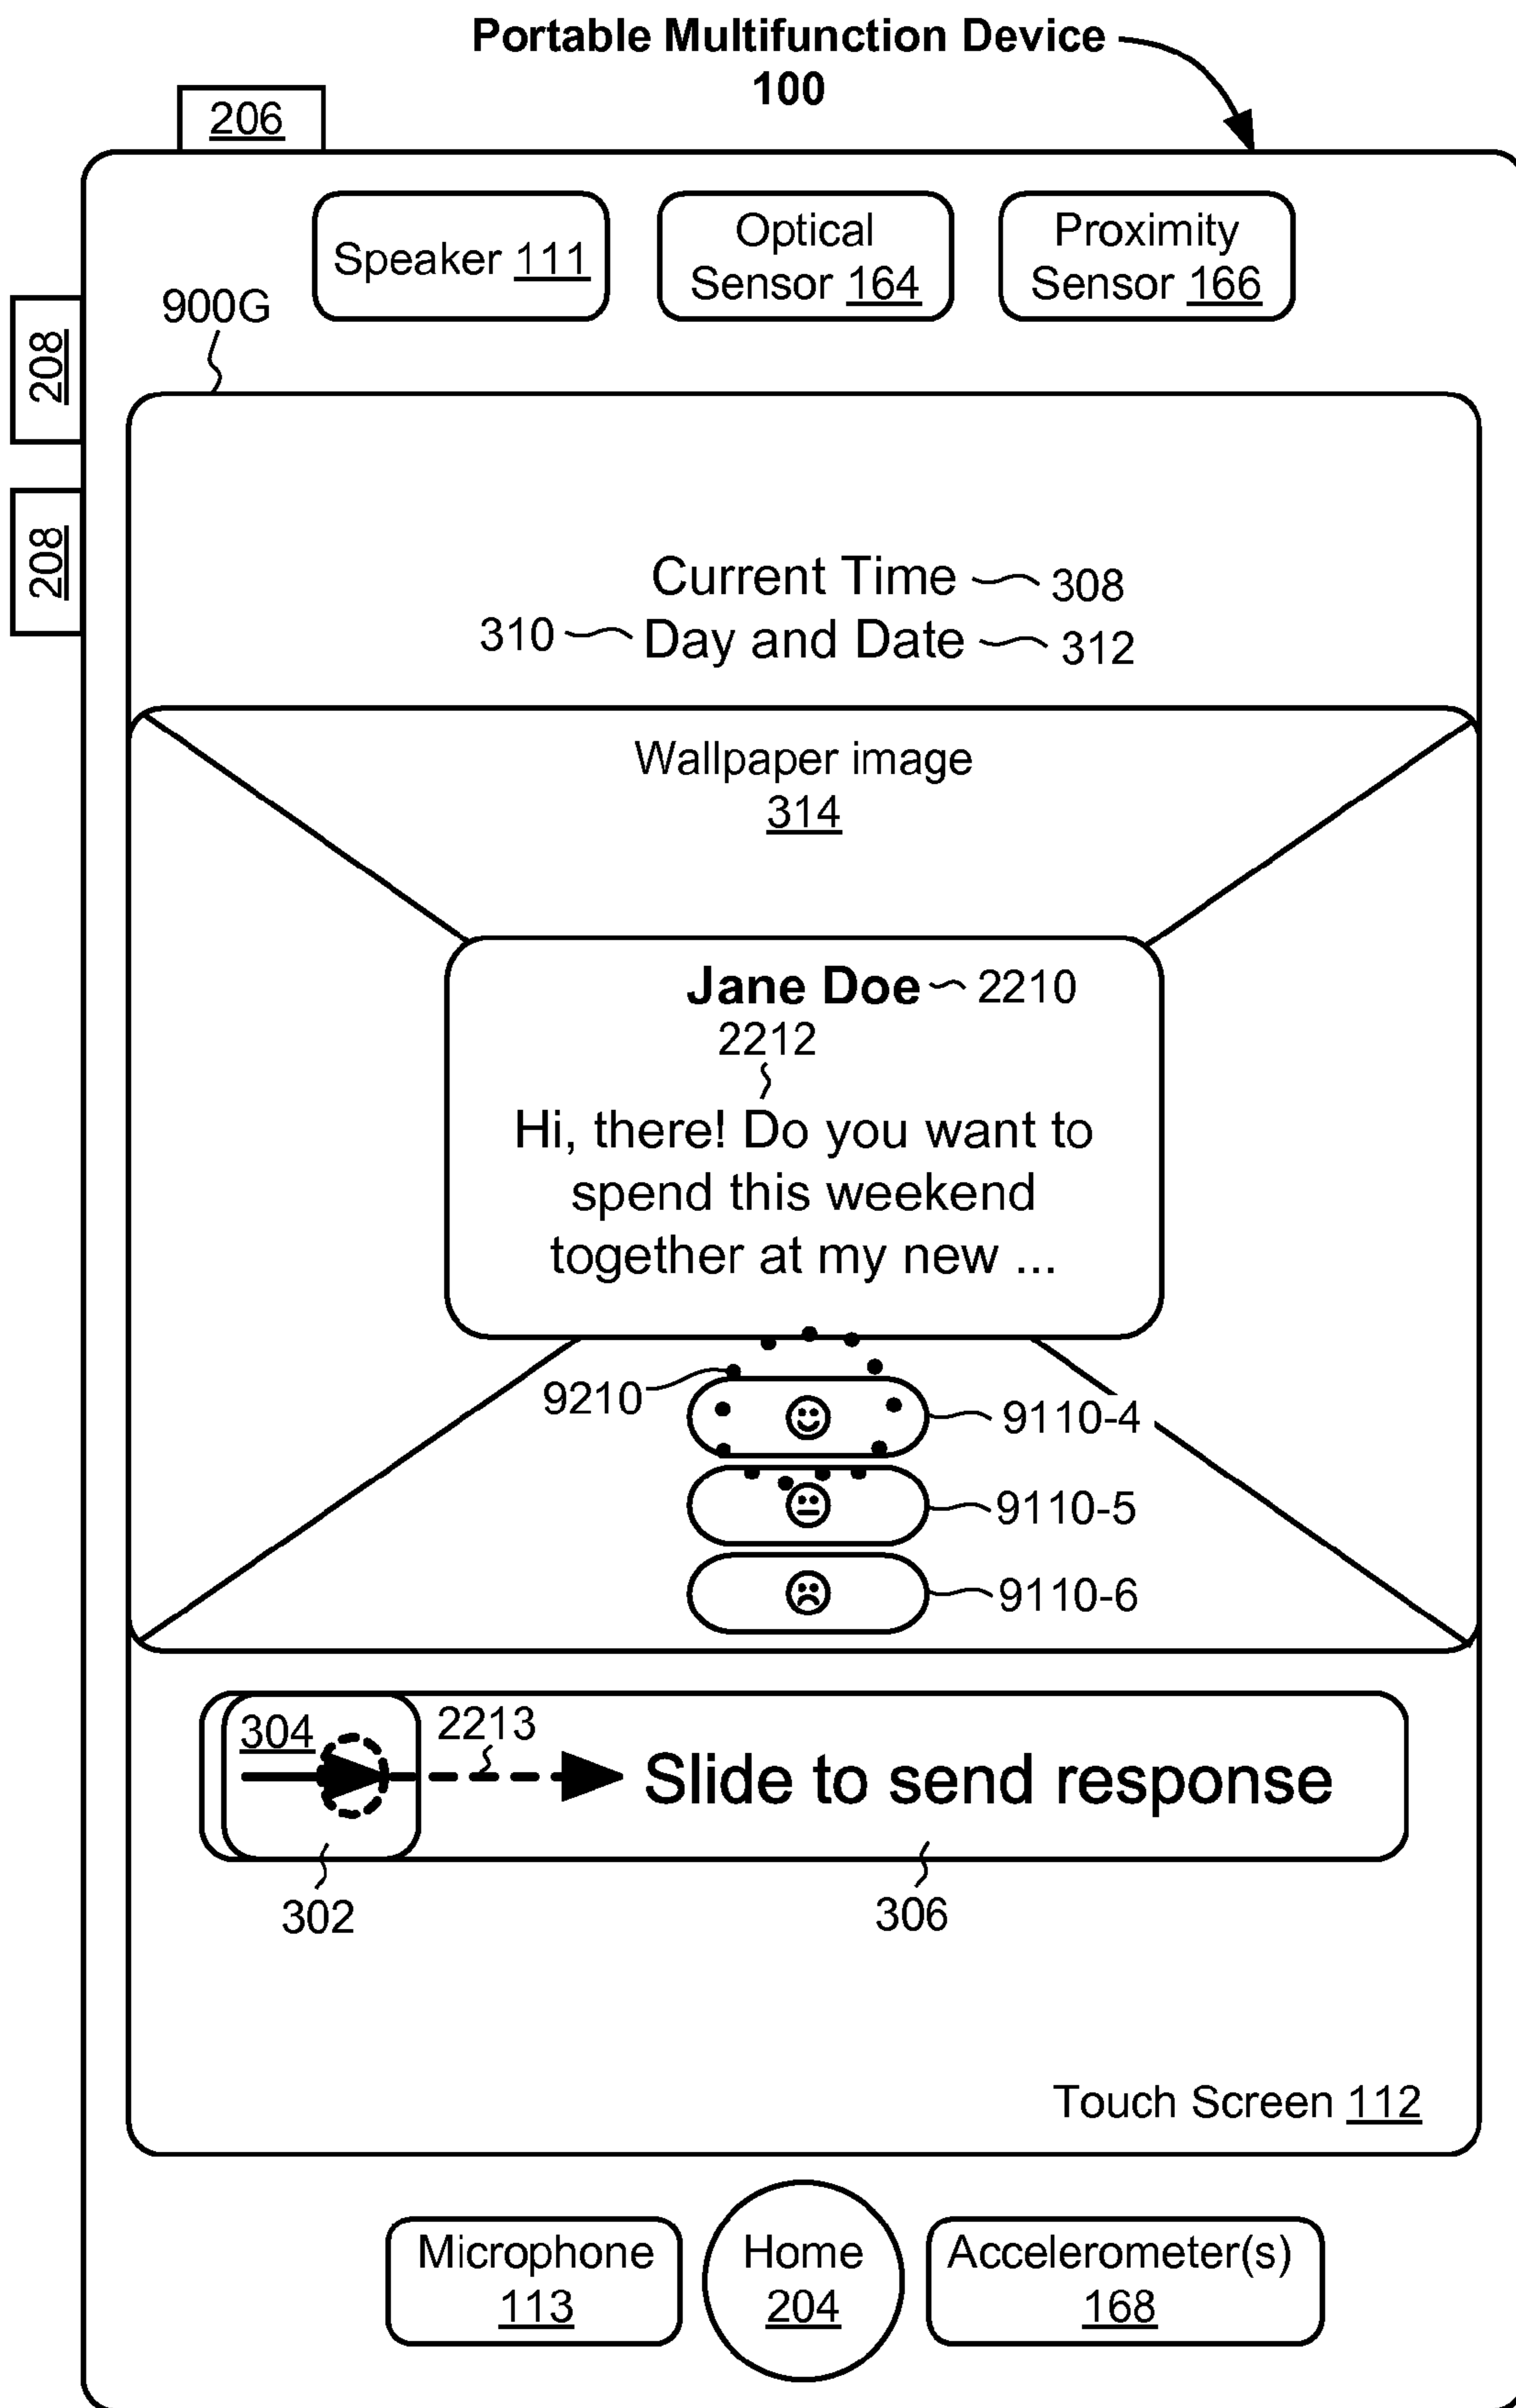 Portable Multifunction Device
100
206
Speaker 111
Optical
Sensor 164
Proximity
Sensor 166
900G
208
208
Current Time 308
310 Day and Date 312
Wallpaper image
314
Jane Doe 2210
2212
Hi, there! Do you want to
spend this weekend
together at my new ...
9210
9110-4
9110-5
9110-6
304
2213
Slide to send response
302
306
Touch Screen 112
Microphone
113
Home
204
Accelerometer(s)
168